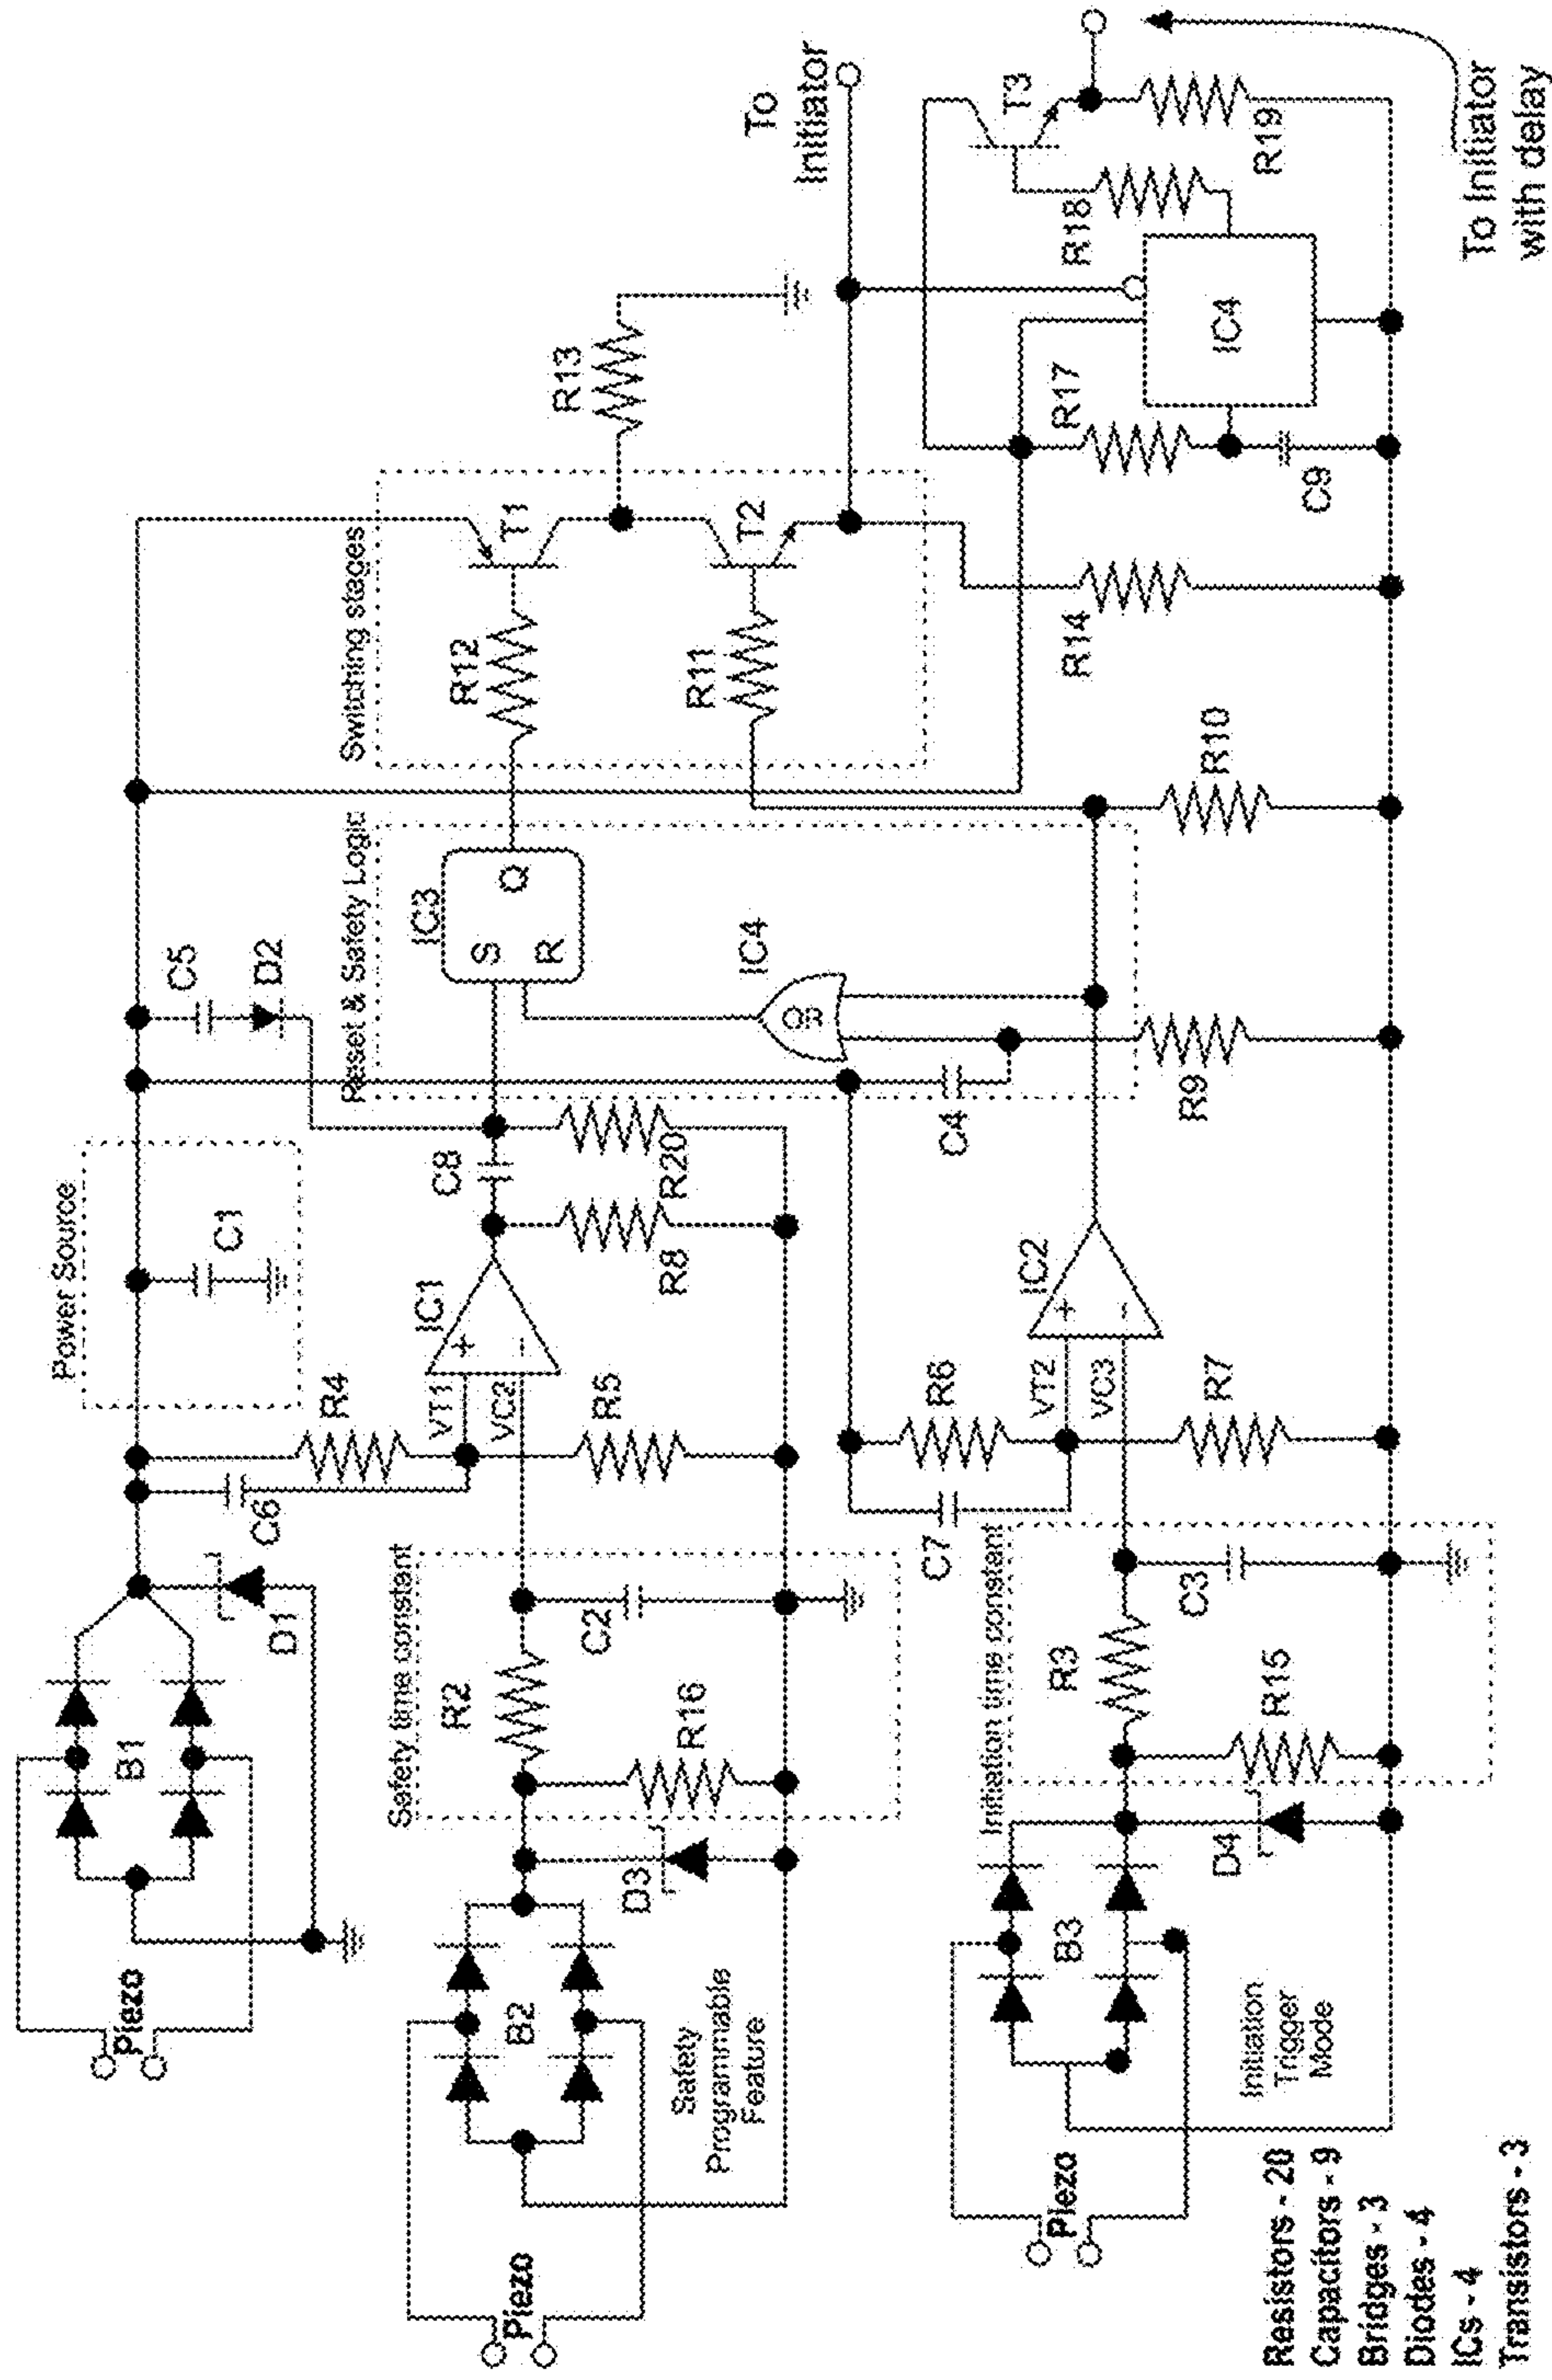 Power Source
C1
B1
Piezo
D1
C6
R4
C5
D2
Switching stages
T1
R12
R13
T2
R11
To
Initiator
Reset & Safety Logic
IC3
S
R
Q
IC4
OR
C8
R20
R8
IC1
+
-
VT1
VC2
R5
Safety time constant
R2
C2
R16
D3
B2
Piezo
Safety
Programmable
Feature
C4
R9
R10
R14
IC2
+
-
VT2
VC3
R6
R7
C7
Initiation time constant
R3
C3
R15
D4
B3
Piezo
Initiation
Trigger
Mode
R17
C9
IC4
R18
T3
R19
To Initiator
with delay
Resistors - 20
Capacitors - 9
Bridges - 3
Diodes - 4
ICs - 4
Transistors - 3